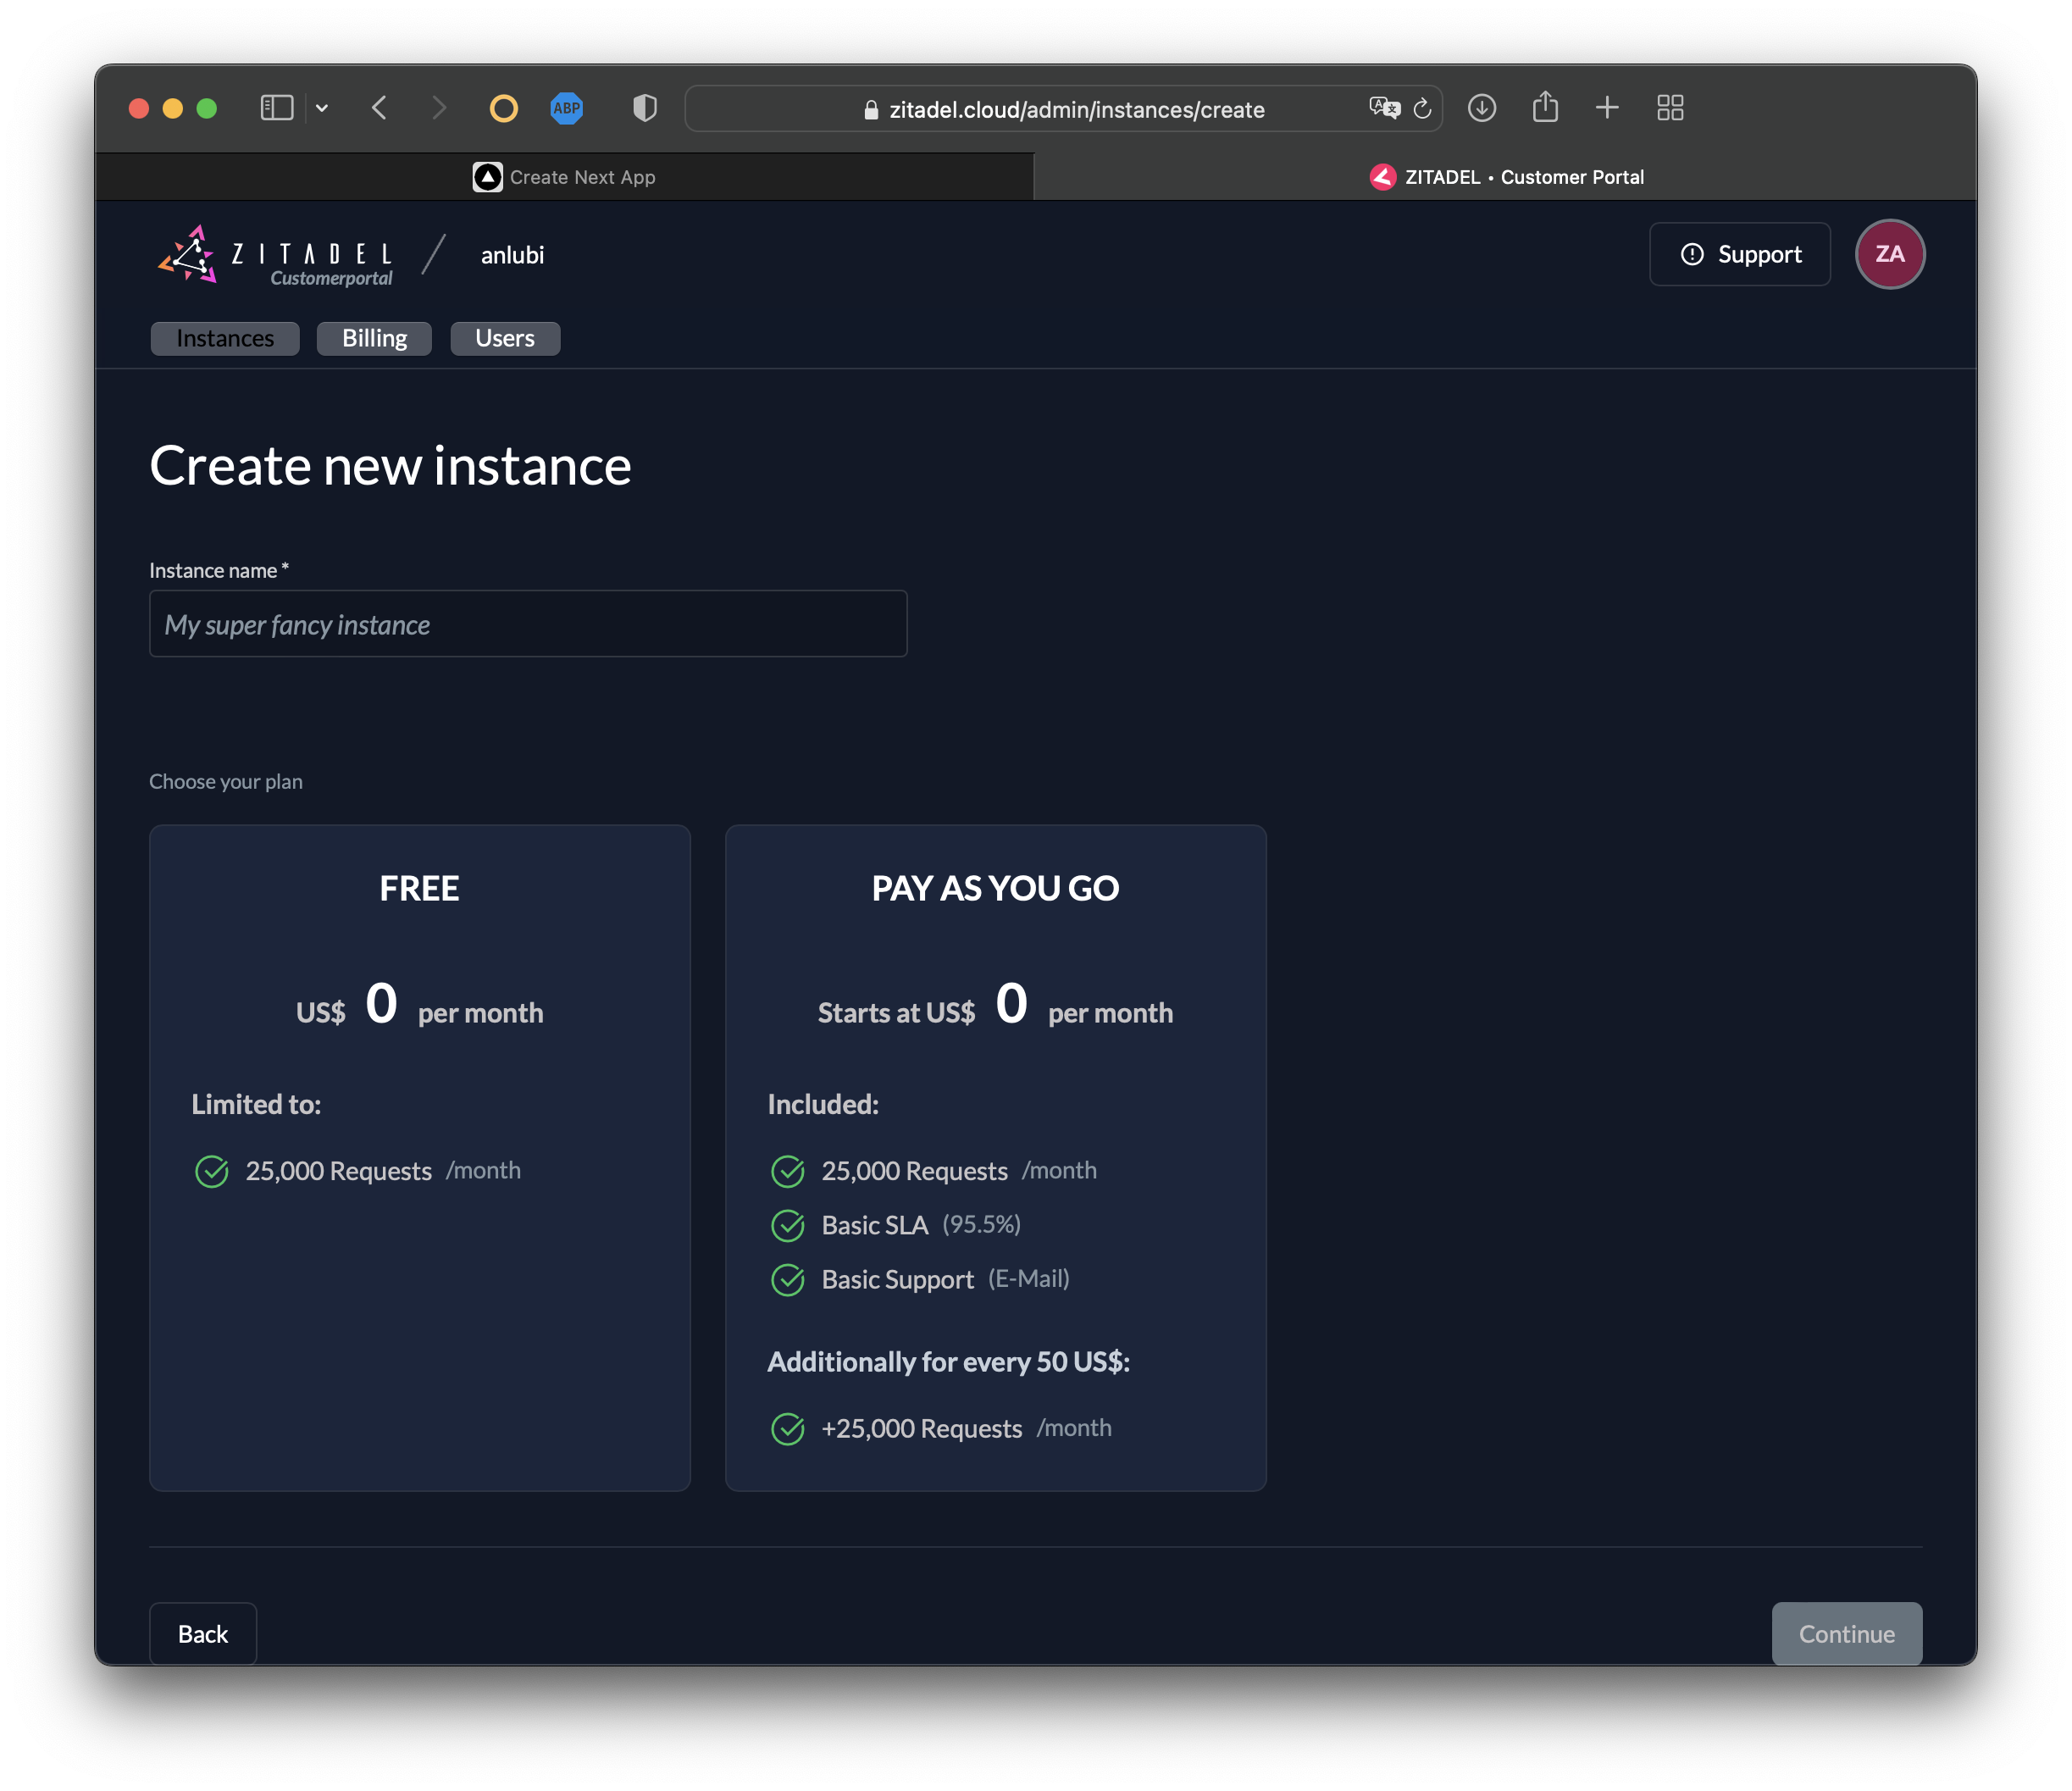 ABP
zitadel.cloud/admin/instances/create
Create Next App
ZITADEL • Customer Portal
ZITADEL
Customerportal
anlubi
Support
ZA
Instances
Billing
Users
Create new instance
Instance name *
My super fancy instance
Choose your plan
FREE
US$ 0 per month
Limited to:
25,000 Requests /month
PAY AS YOU GO
Starts at US$ 0 per month
Included:
25,000 Requests /month
Basic SLA (95.5%)
Basic Support (E-Mail)
Additionally for every 50 US$:
+25,000 Requests /month
Back
Continue